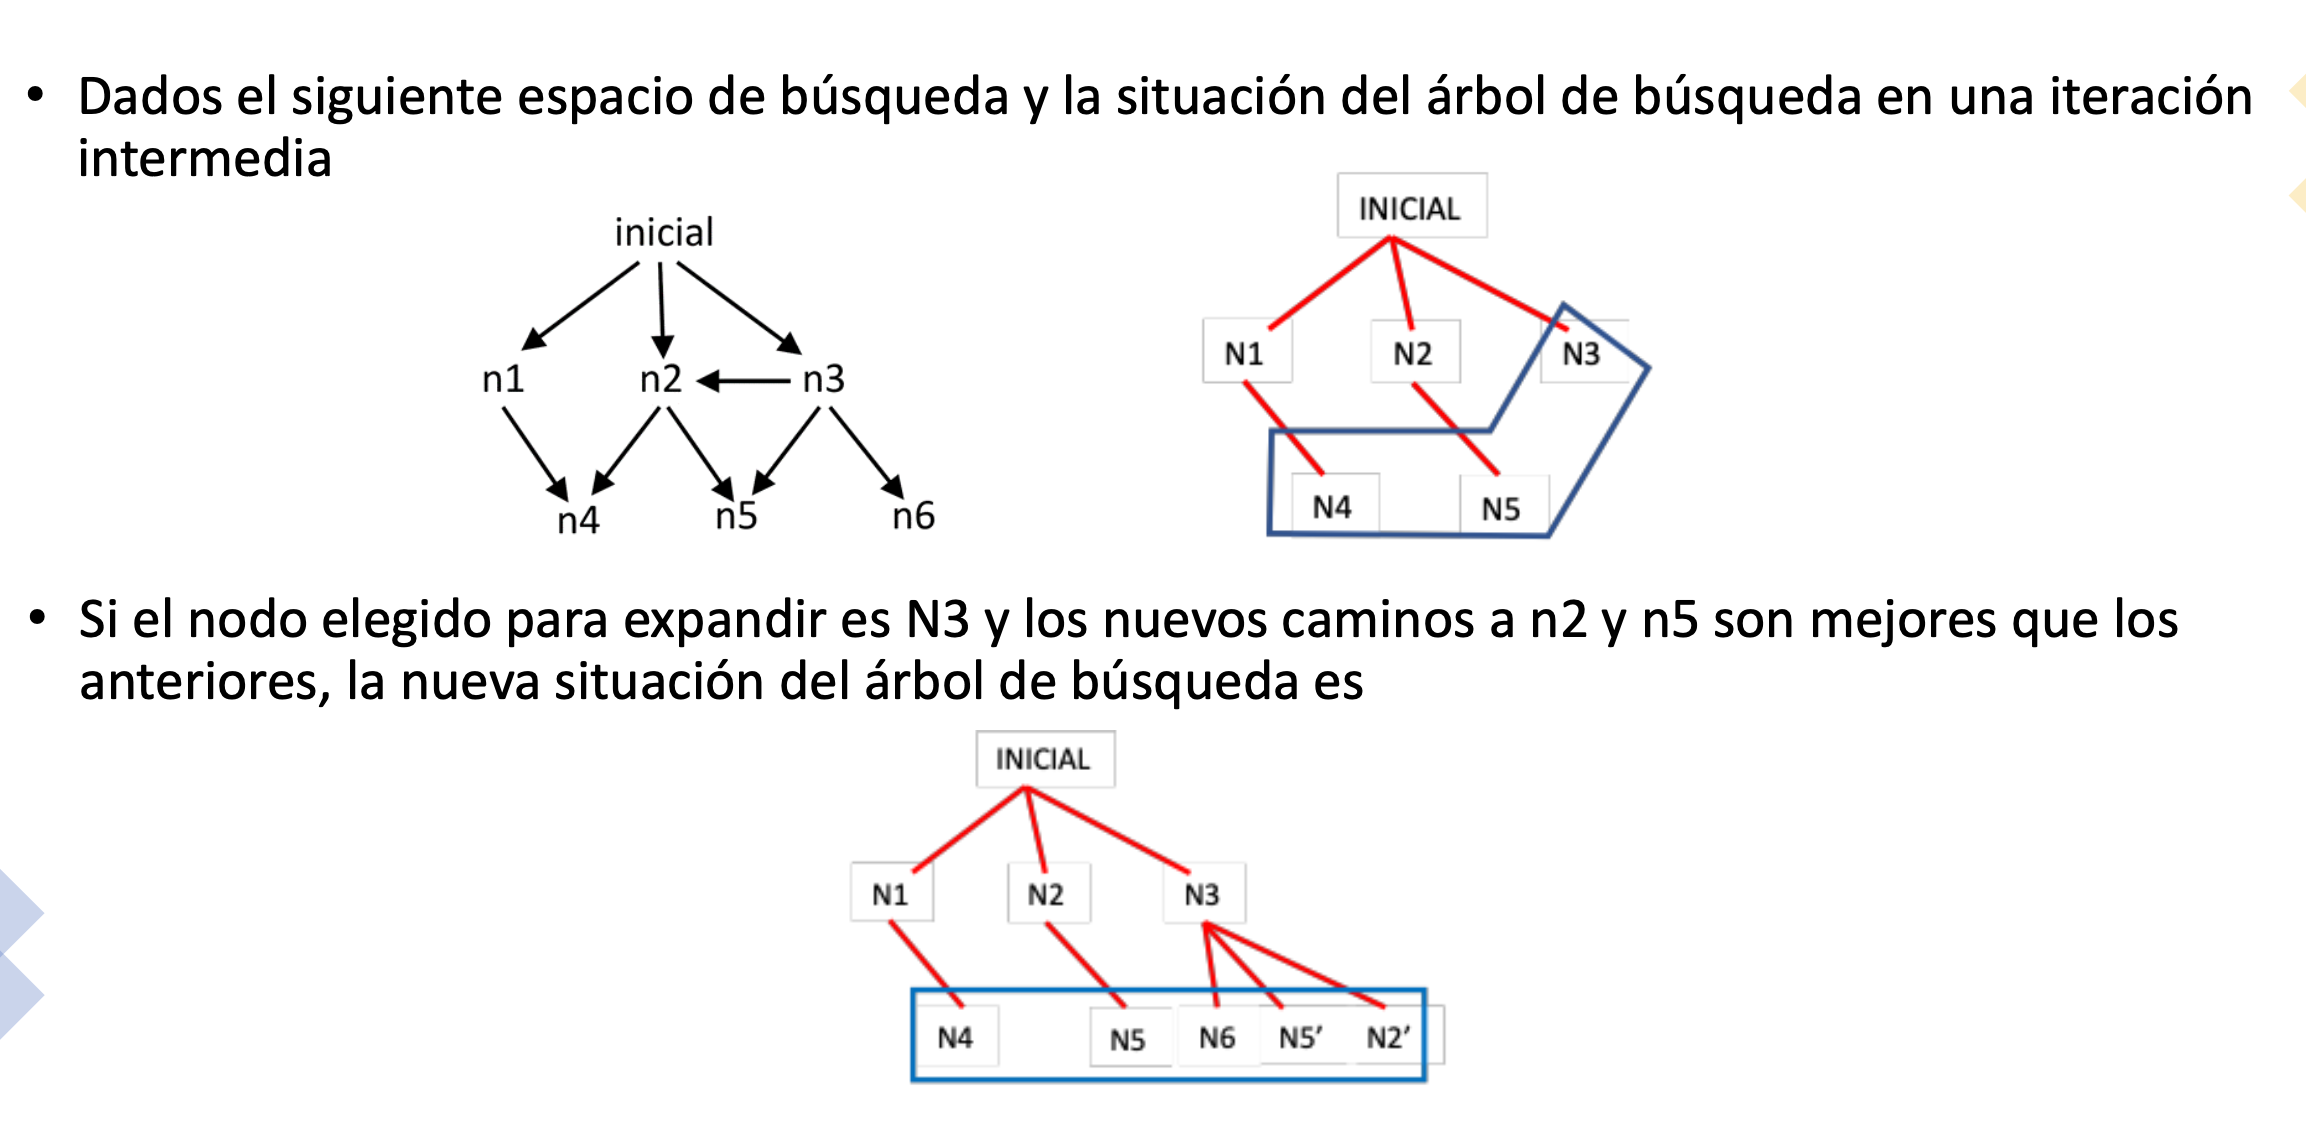 • Dados el siguiente espacio de búsqueda y la situación del árbol de búsqueda en una iteración
intermedia
inicial
n1 n2 n3
n4 n5 n6
INICIAL
N1 N2 N3
N4 N5
• Si el nodo elegido para expandir es N3 y los nuevos caminos a n2 y n5 son mejores que los
anteriores, la nueva situación del árbol de búsqueda es
INICIAL
N1 N2 N3
N4 N5 N6 N5′ N2′